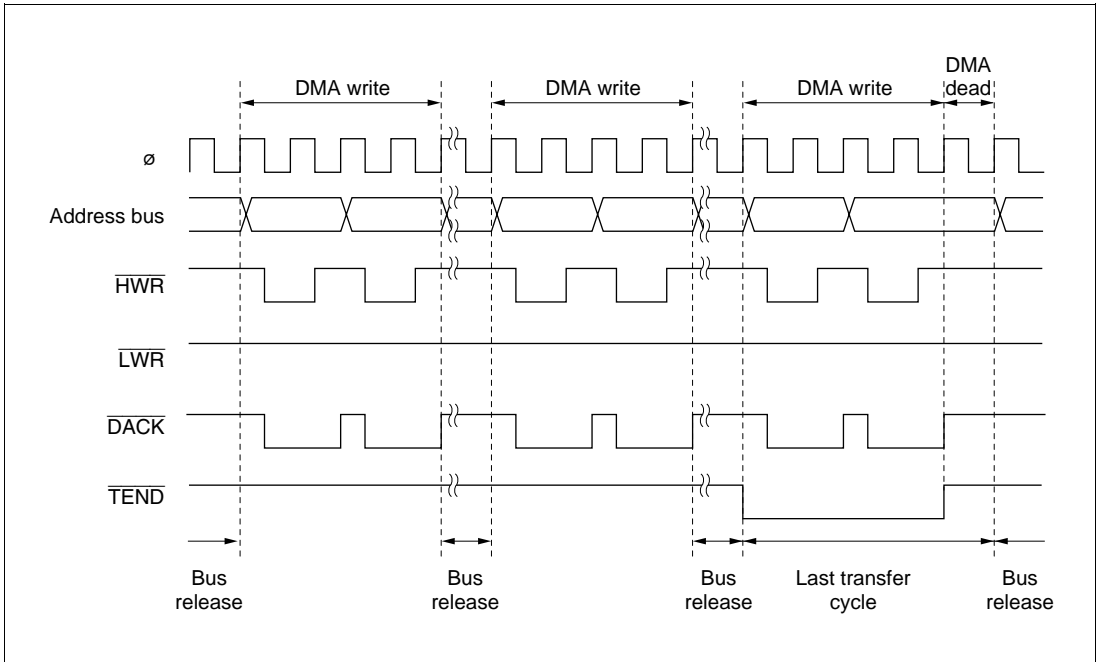 DMA
dead
DMA write
DMA write
DMA write
ø
Address bus
HWR
LWR
DACK
TEND
Bus
release
Bus
release
Bus
release
Last transfer
cycle
Bus
release